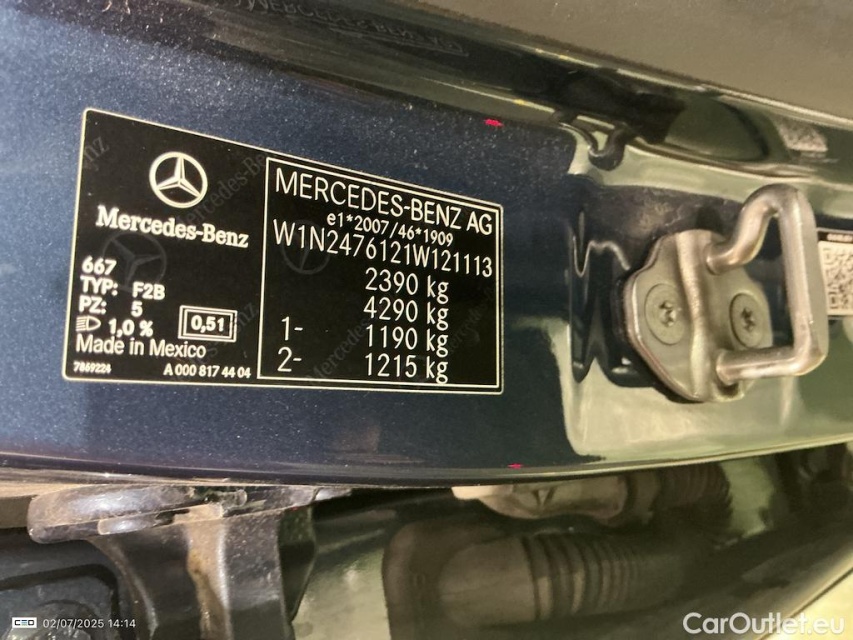 Mercedes-Benz
667
TYP: F2B
PZ: 5
1,0 %
0,51
Made in Mexico
7869224
A 000 817 44 04
MERCEDES-BENZ AG
e1*2007/46*1909
W1N2476121W121113
2390 kg
4290 kg
1- 1190 kg
2- 1215 kg
CED 02/07/2025 14:14
CarOutlet.eu